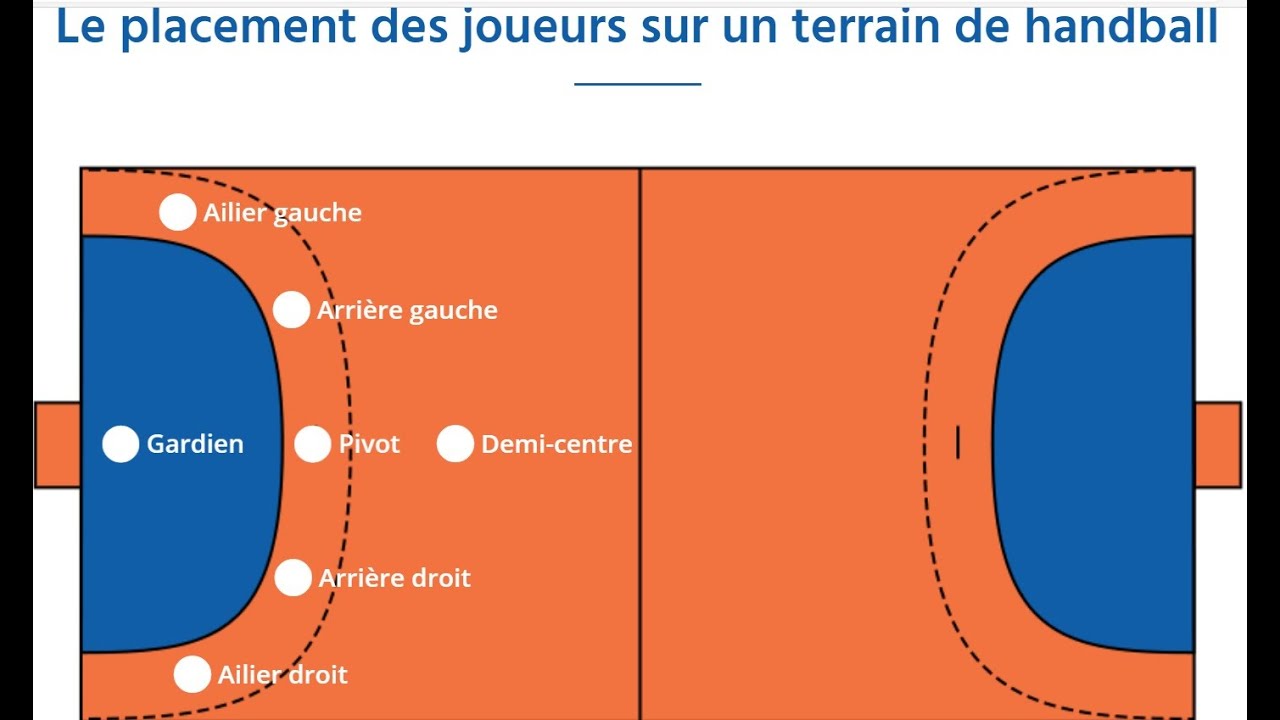 Le placement des joueurs sur un terrain de handball
Ailier gauche
Arrière gauche
Gardien
Pivot
Demi-centre
Arrière droit
Ailier droit